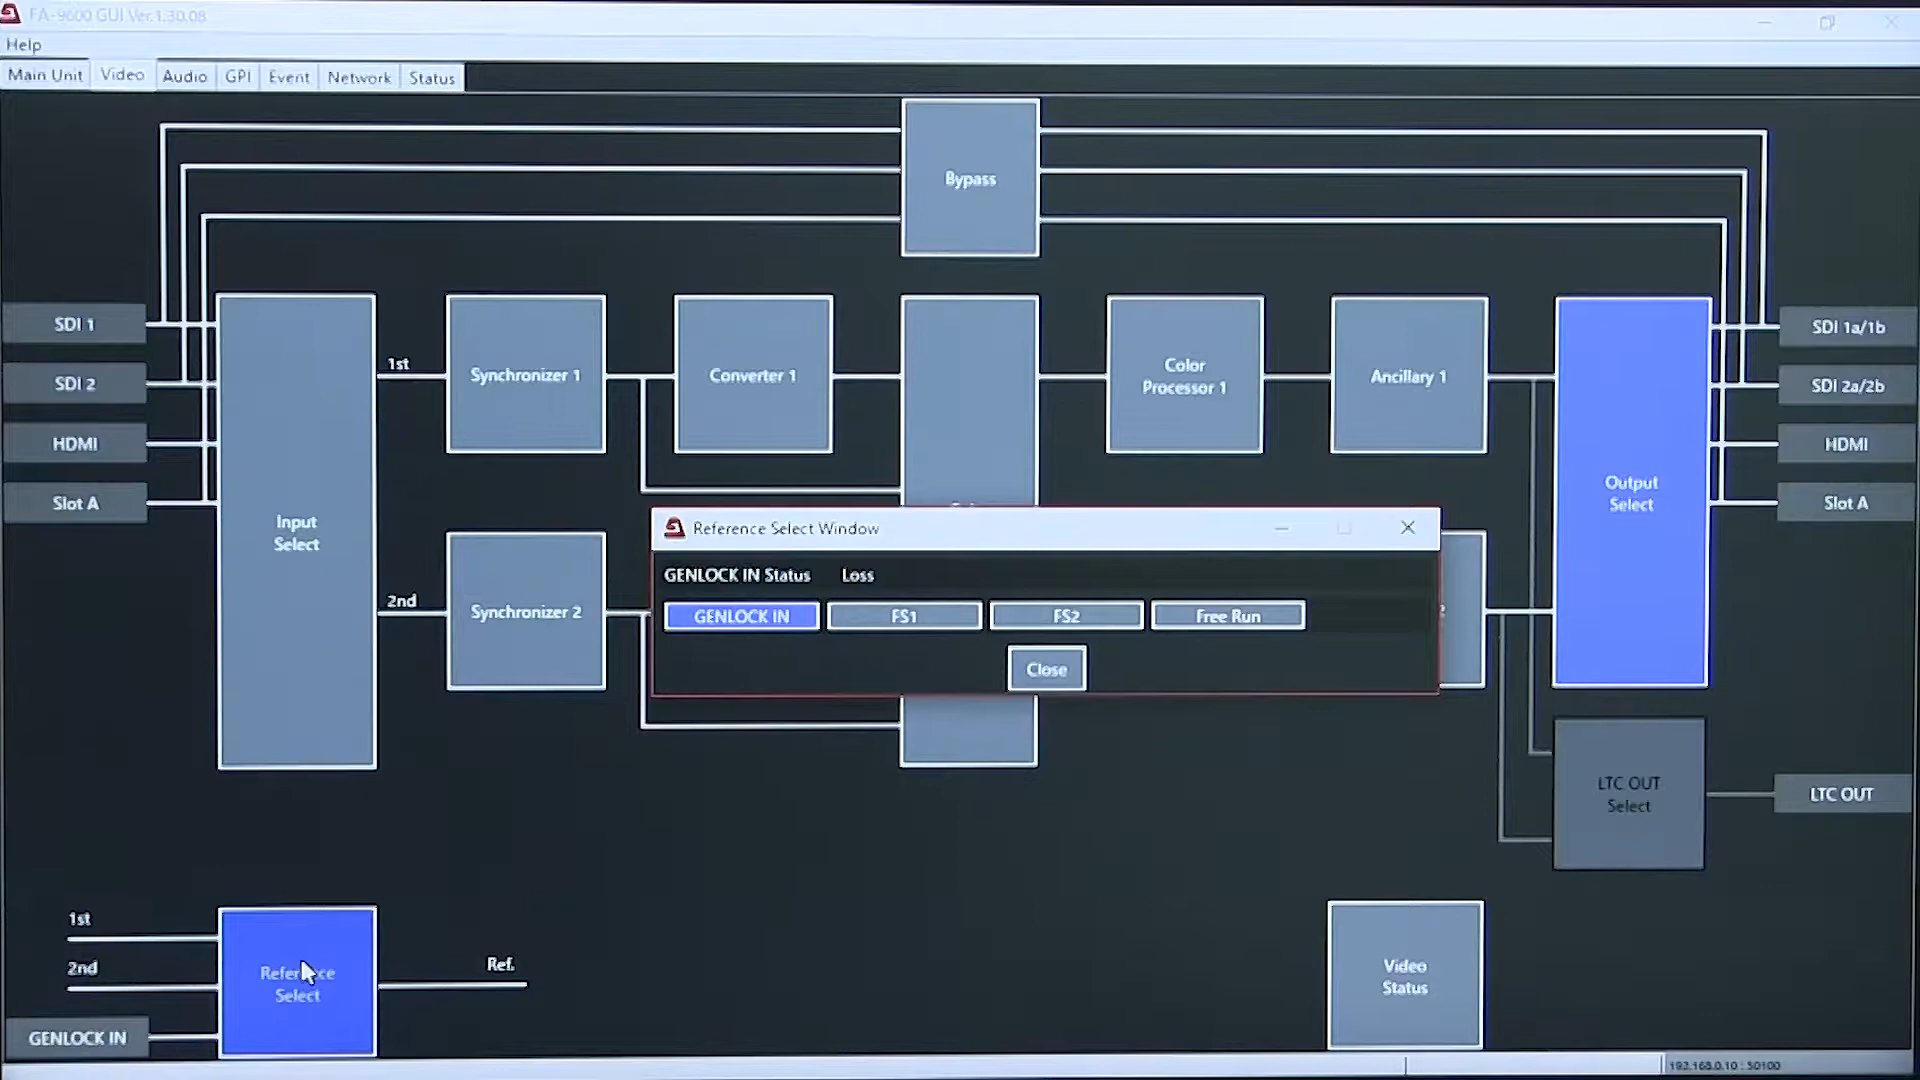 FA-9600 GUI Ver.1.30.08
Help
Main Unit Video Audio GPI Event Network Status
Bypass
SDI 1
SDI 2
HDMI
Slot A
Input
Select
1st
2nd
Synchronizer 1
Converter 1
Color
Processor 1
Ancillary 1
Output
Select
SDI 1a/1b
SDI 2a/2b
HDMI
Slot A
Synchronizer 2
Reference Select Window
GENLOCK IN Status Loss
GENLOCK IN FS1 FS2 Free Run
Close
LTC OUT
Select
LTC OUT
1st
2nd
GENLOCK IN
Reference
Select
Ref.
Video
Status
192.168.0.10 : 50100